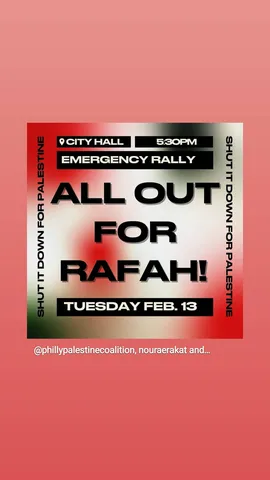 CITY HALL
5:30PM
EMERGENCY RALLY
SHUT IT DOWN FOR PALESTINE
ALL OUT
FOR
RAFAH!
SHUT IT DOWN FOR PALESTINE
TUESDAY FEB. 13
@phillypalestinecoalition, nouraerakat and...